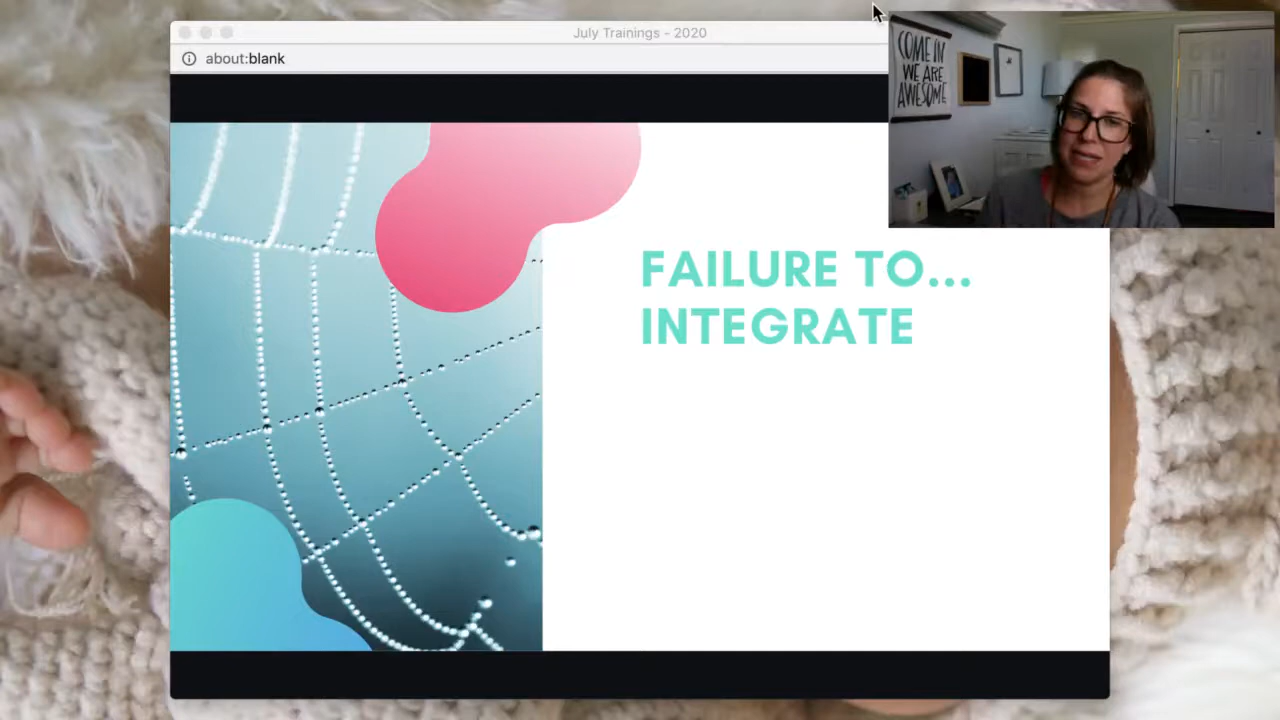 July Trainings - 2020
about:blank
COME IN
WE ARE
AWESOME
FAILURE TO...
INTEGRATE